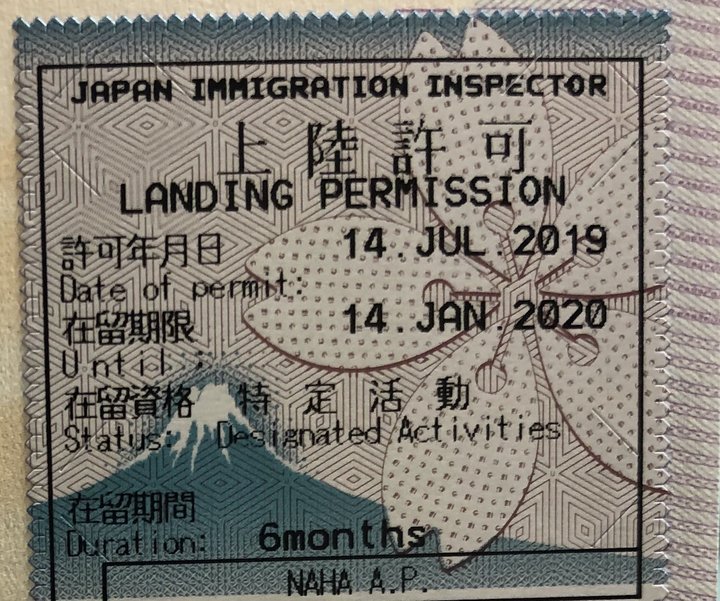 JAPAN IMMIGRATION INSPECTOR
上陸許可
LANDING PERMISSION
許可年月日 14.JUL.2019
Date of permit:
在留期限 14.JAN.2020
Until :
在留資格 特定活動
Status: Designated Activities
在留期間
Duration: 6months
NAHA A.P.